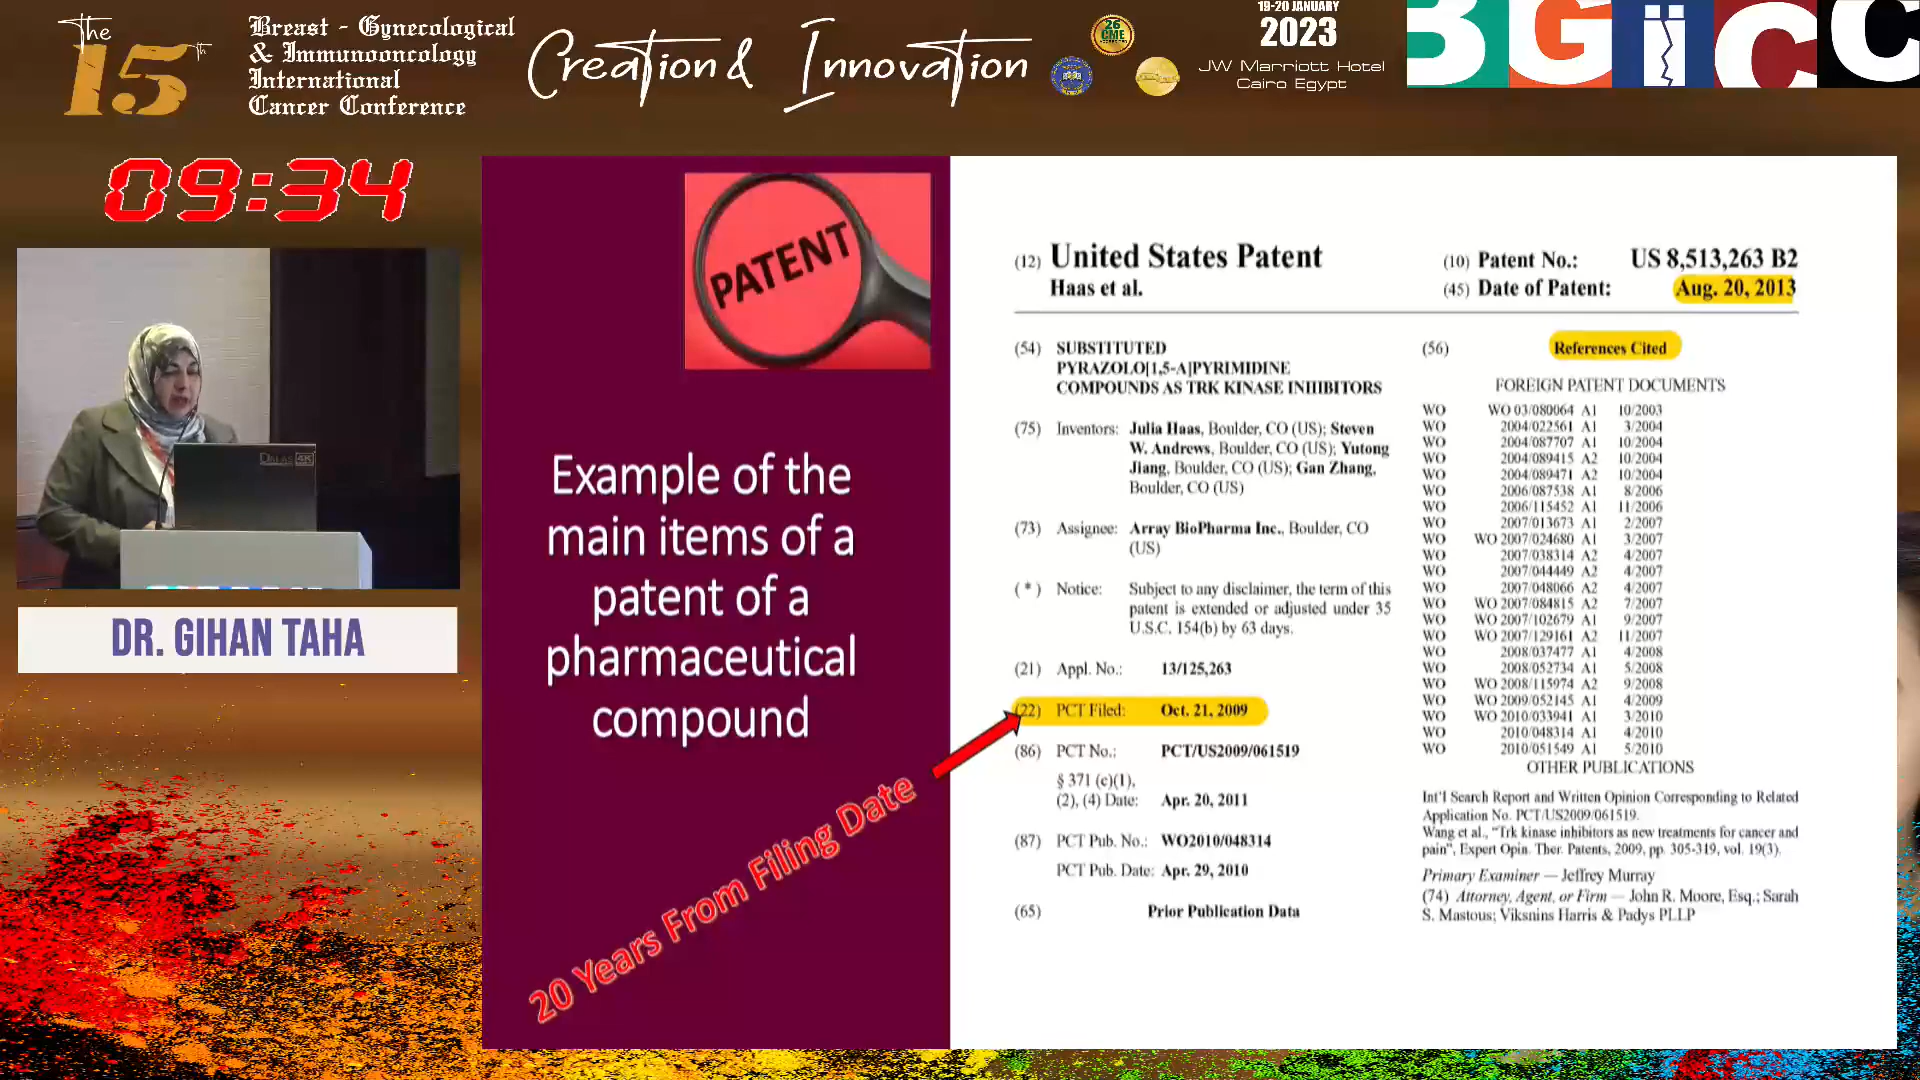 The 15th
Breast - Gynecological
& Immunooncology
International
Cancer Conference
Creation & Innovation
26
CME
19-20 JANUARY
2023
JW Marriott Hotel
Cairo Egypt
BGICC
09:34
DR. GIHAN TAHA
PATENT
Example of the
main items of a
patent of a
pharmaceutical
compound
20 Years From Filing Date
(12) United States Patent
Haas et al.
(10) Patent No.: US 8,513,263 B2
(45) Date of Patent: Aug. 20, 2013
(54) SUBSTITUTED
PYRAZOLO[1,5-A]PYRIMIDINE
COMPOUNDS AS TRK KINASE INHIBITORS
(75) Inventors: Julia Haas, Boulder, CO (US); Steven
W. Andrews, Boulder, CO (US); Yutong
Jiang, Boulder, CO (US); Gan Zhang,
Boulder, CO (US)
(73) Assignee: Array BioPharma Inc., Boulder, CO
(US)
(*) Notice: Subject to any disclaimer, the term of this
patent is extended or adjusted under 35
U.S.C. 154(b) by 63 days.
(21) Appl. No.: 13/125,263
(22) PCT Filed: Oct. 21, 2009
(86) PCT No.: PCT/US2009/061519
§ 371 (c)(1),
(2), (4) Date: Apr. 20, 2011
(87) PCT Pub. No.: WO2010/048314
PCT Pub. Date: Apr. 29, 2010
(65) Prior Publication Data
(56) References Cited
FOREIGN PATENT DOCUMENTS
WO WO 03/080064 A1 10/2003
WO 2004/022561 A1 3/2004
WO 2004/087707 A1 10/2004
WO 2004/089415 A2 10/2004
WO 2004/089471 A2 10/2004
WO 2006/087538 A1 8/2006
WO 2006/115452 A1 11/2006
WO 2007/013673 A1 2/2007
WO WO 2007/024680 A1 3/2007
WO 2007/038314 A2 4/2007
WO 2007/044449 A2 4/2007
WO 2007/048066 A2 4/2007
WO WO 2007/084815 A2 7/2007
WO WO 2007/102679 A1 9/2007
WO WO 2007/129161 A2 11/2007
WO 2008/037477 A1 4/2008
WO 2008/052734 A1 5/2008
WO WO 2008/115974 A2 9/2008
WO WO 2009/052145 A1 4/2009
WO WO 2010/033941 A1 3/2010
WO 2010/048314 A1 4/2010
WO 2010/051549 A1 5/2010
OTHER PUBLICATIONS
Int'l Search Report and Written Opinion Corresponding to Related
Application No. PCT/US2009/061519.
Wang et al., "Trk kinase inhibitors as new treatments for cancer and
pain", Expert Opin. Ther. Patents, 2009, pp. 305-319, vol. 19(3).
Primary Examiner — Jeffrey Murray
(74) Attorney, Agent, or Firm — John R. Moore, Esq.; Sarah
S. Mastous; Viksnins Harris & Padys PLLP